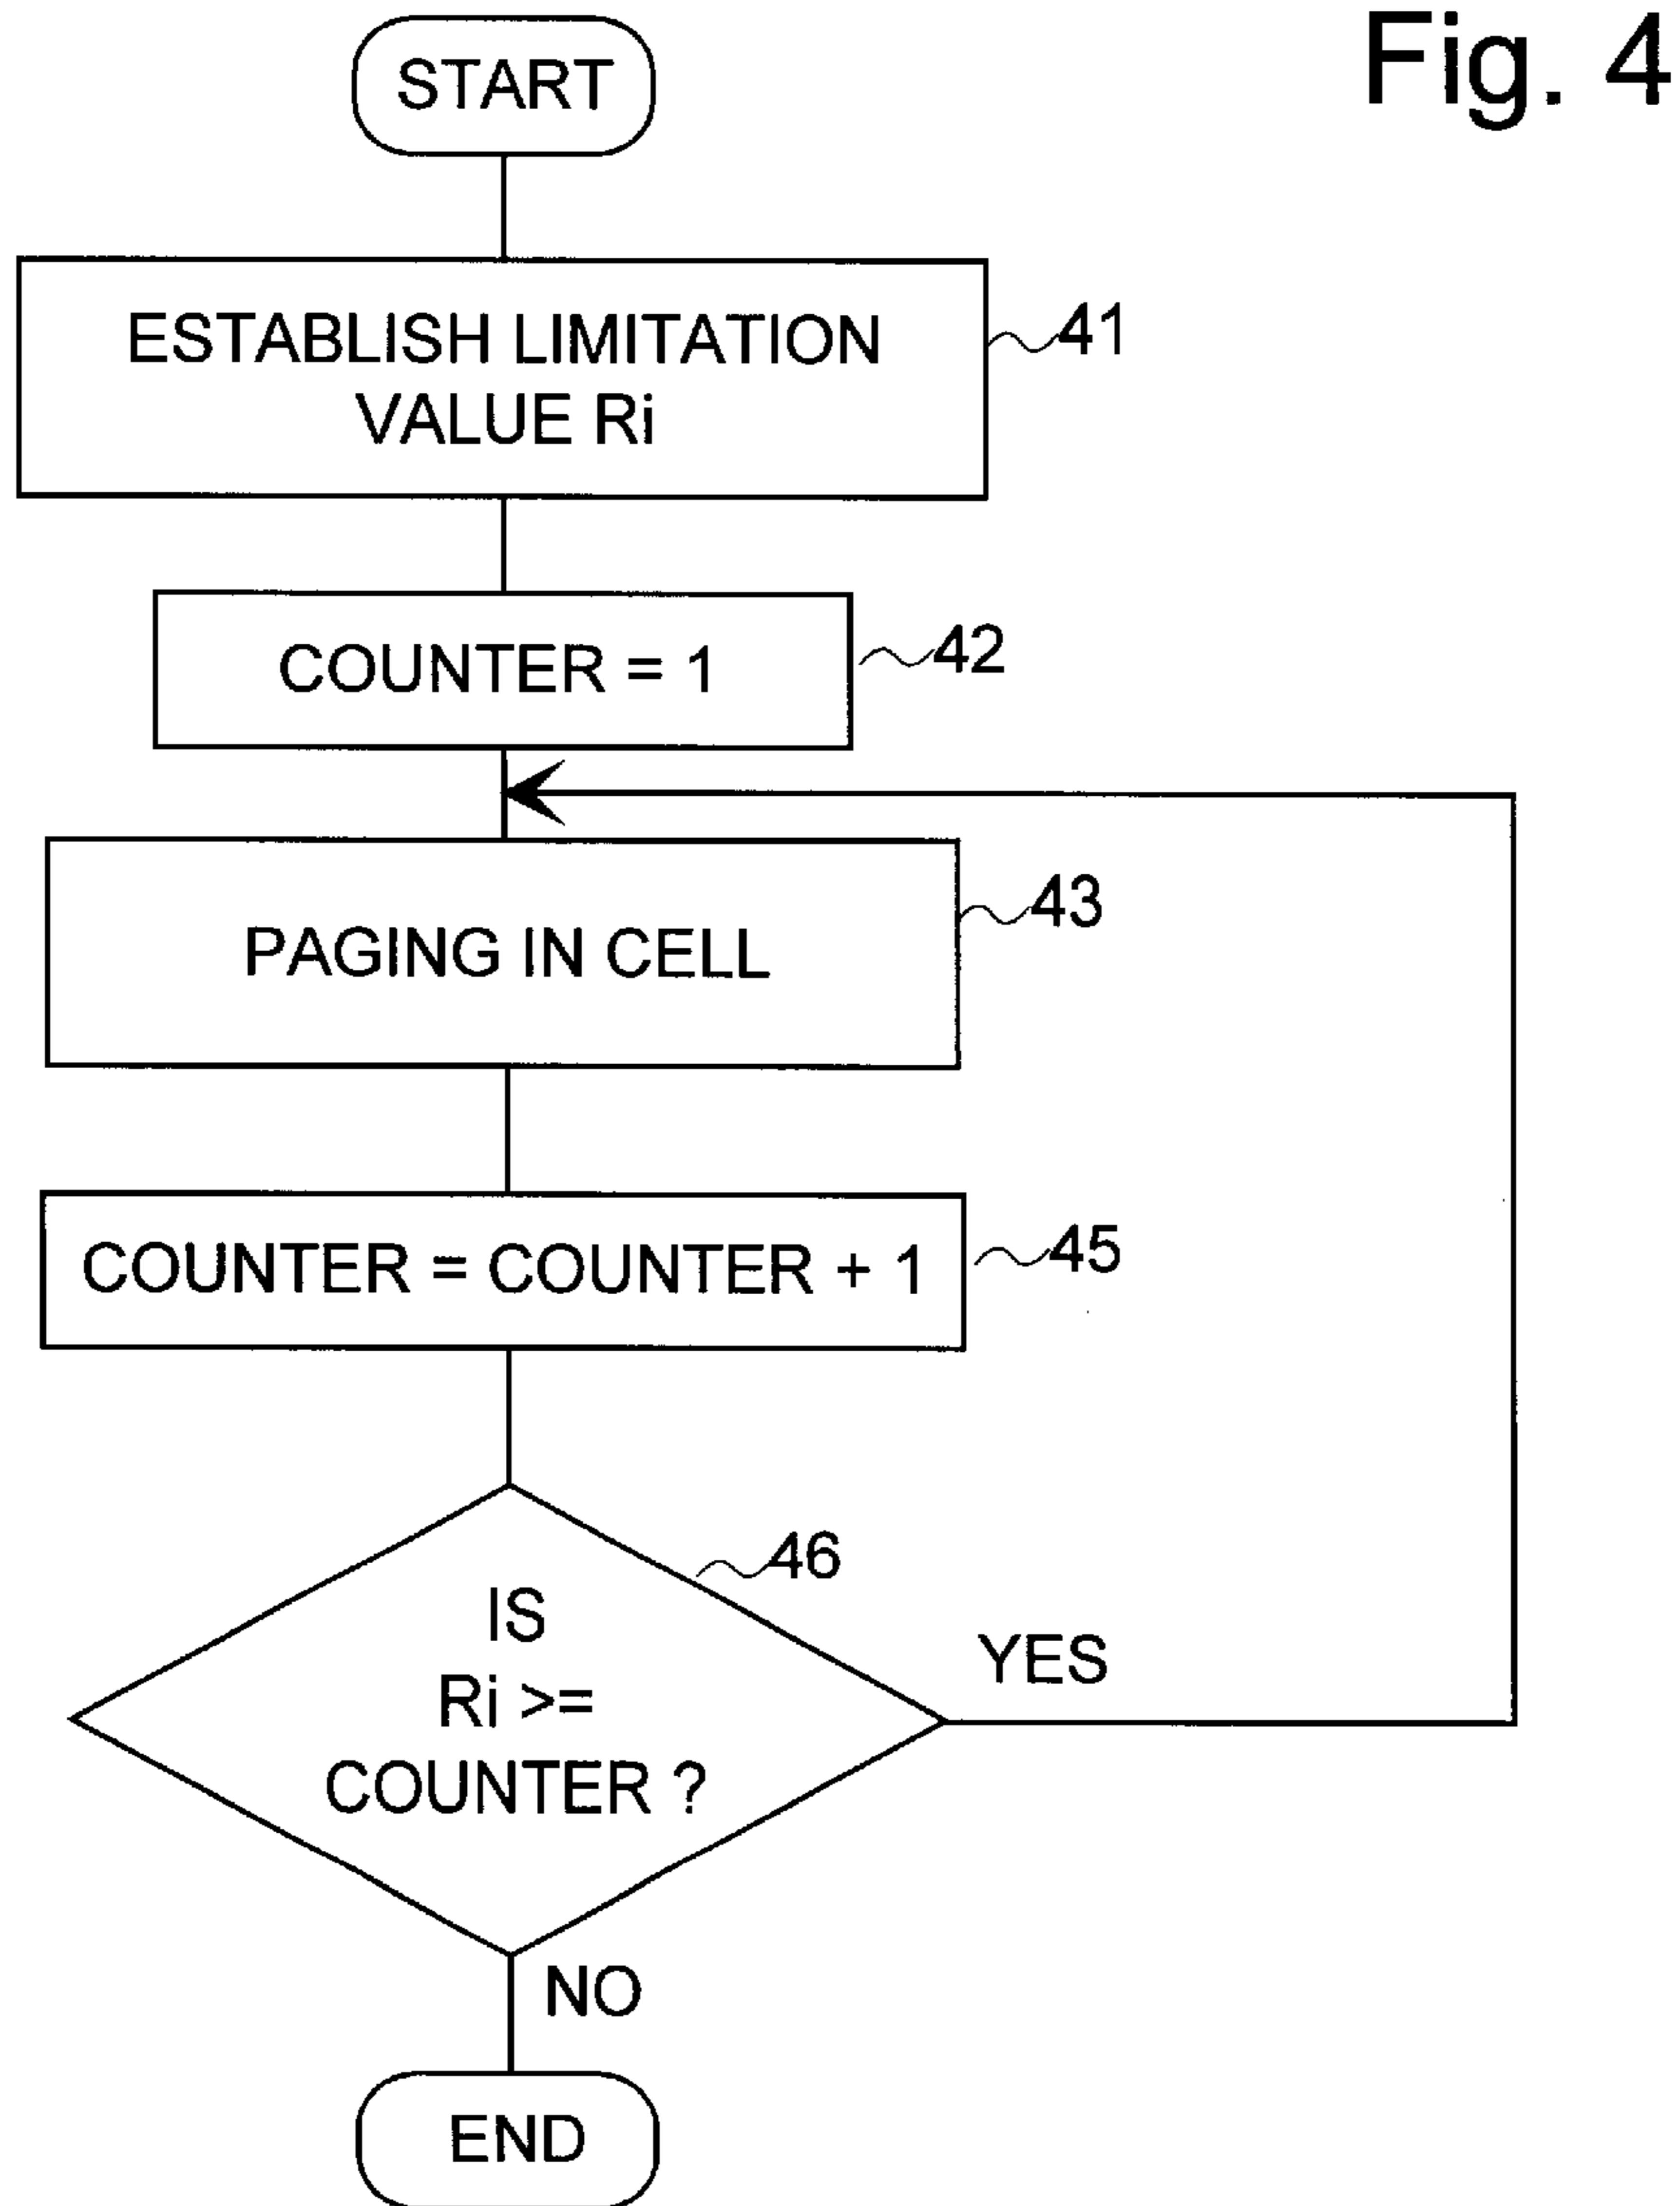 Fig. 4
START
ESTABLISH LIMITATION
VALUE Ri
41
COUNTER = 1
42
PAGING IN CELL
43
COUNTER = COUNTER + 1
45
46
IS
Ri >=
COUNTER ?
YES
NO
END